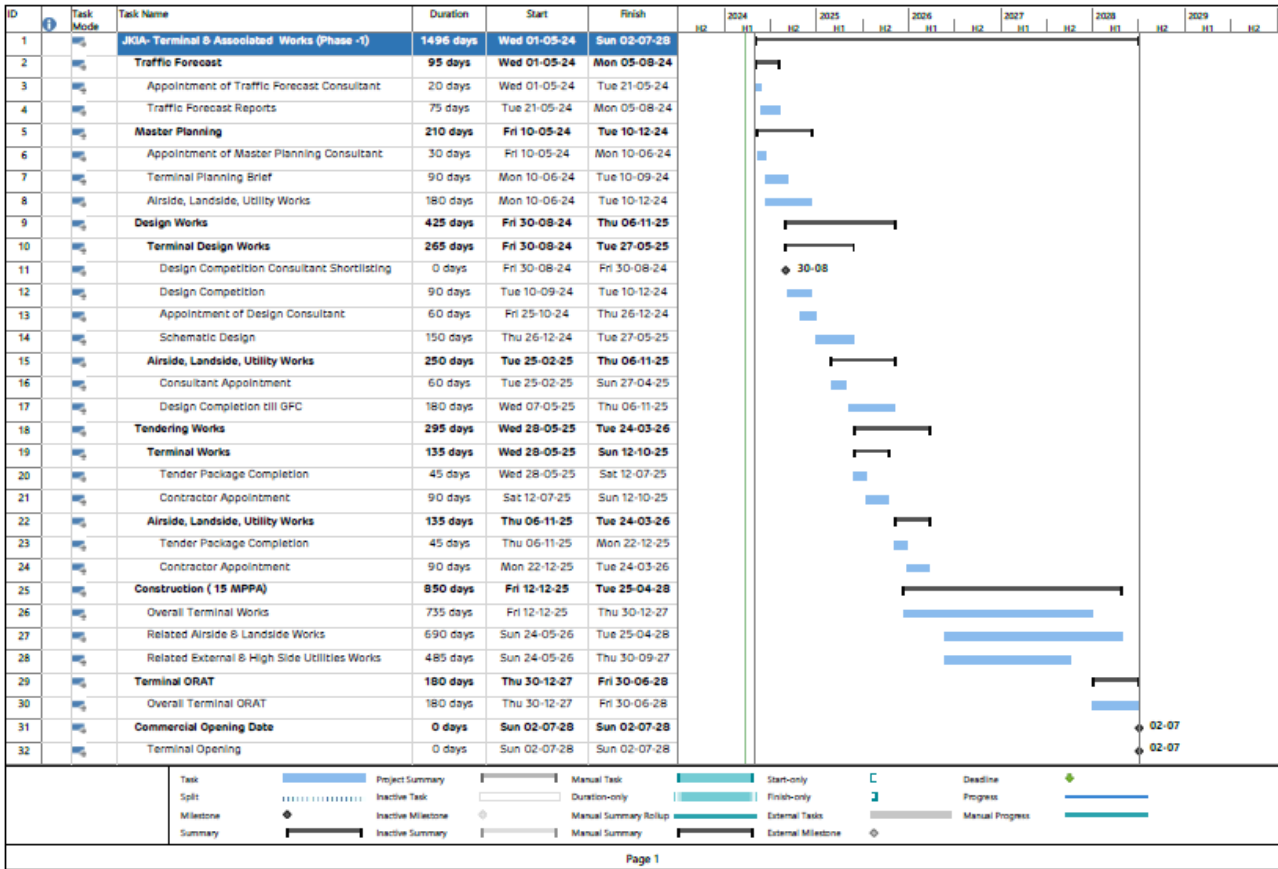 ID Task Mode Task Name Duration Start Finish 2024 2025 2026 2027 2028 2029
H2 H1 H2 H1 H2 H1 H2 H1 H2 H1 H2 H1 H2
1 JKIA- Terminal & Associated Works (Phase -1) 1496 days Wed 01-05-24 Sun 02-07-28
2 Traffic Forecast 95 days Wed 01-05-24 Mon 05-08-24
3 Appointment of Traffic Forecast Consultant 20 days Wed 01-05-24 Tue 21-05-24
4 Traffic Forecast Reports 75 days Tue 21-05-24 Mon 05-08-24
5 Master Planning 210 days Fri 10-05-24 Tue 10-12-24
6 Appointment of Master Planning Consultant 30 days Fri 10-05-24 Mon 10-06-24
7 Terminal Planning Brief 90 days Mon 10-06-24 Tue 10-09-24
8 Airside, Landside, Utility Works 180 days Mon 10-06-24 Tue 10-12-24
9 Design Works 425 days Fri 30-08-24 Thu 06-11-25
10 Terminal Design Works 265 days Fri 30-08-24 Tue 27-05-25
11 Design Competition Consultant Shortlisting 0 days Fri 30-08-24 Fri 30-08-24 30-08
12 Design Competition 90 days Tue 10-09-24 Tue 10-12-24
13 Appointment of Design Consultant 60 days Fri 25-10-24 Thu 26-12-24
14 Schematic Design 150 days Thu 26-12-24 Tue 27-05-25
15 Airside, Landside, Utility Works 250 days Tue 25-02-25 Thu 06-11-25
16 Consultant Appointment 60 days Tue 25-02-25 Sun 27-04-25
17 Design Completion till GFC 180 days Wed 07-05-25 Thu 06-11-25
18 Tendering Works 295 days Wed 28-05-25 Tue 24-03-26
19 Terminal Works 135 days Wed 28-05-25 Sun 12-10-25
20 Tender Package Completion 45 days Wed 28-05-25 Sat 12-07-25
21 Contractor Appointment 90 days Sat 12-07-25 Sun 12-10-25
22 Airside, Landside, Utility Works 135 days Thu 06-11-25 Tue 24-03-26
23 Tender Package Completion 45 days Thu 06-11-25 Mon 22-12-25
24 Contractor Appointment 90 days Mon 22-12-25 Tue 24-03-26
25 Construction ( 15 MPPA) 850 days Fri 12-12-25 Tue 25-04-28
26 Overall Terminal Works 735 days Fri 12-12-25 Thu 30-12-27
27 Related Airside & Landside Works 690 days Sun 24-05-26 Tue 25-04-28
28 Related External & High Side Utilities Works 485 days Sun 24-05-26 Thu 30-09-27
29 Terminal ORAT 180 days Thu 30-12-27 Fri 30-06-28
30 Overall Terminal ORAT 180 days Thu 30-12-27 Fri 30-06-28
31 Commercial Opening Date 0 days Sun 02-07-28 Sun 02-07-28 02-07
32 Terminal Opening 0 days Sun 02-07-28 Sun 02-07-28 02-07
Task Project Summary Manual Task Start-only Deadline
Split Inactive Task Duration-only Finish-only Progress
Milestone Inactive Milestone Manual Summary Rollup External Tasks Manual Progress
Summary Inactive Summary Manual Summary External Milestone
Page 1